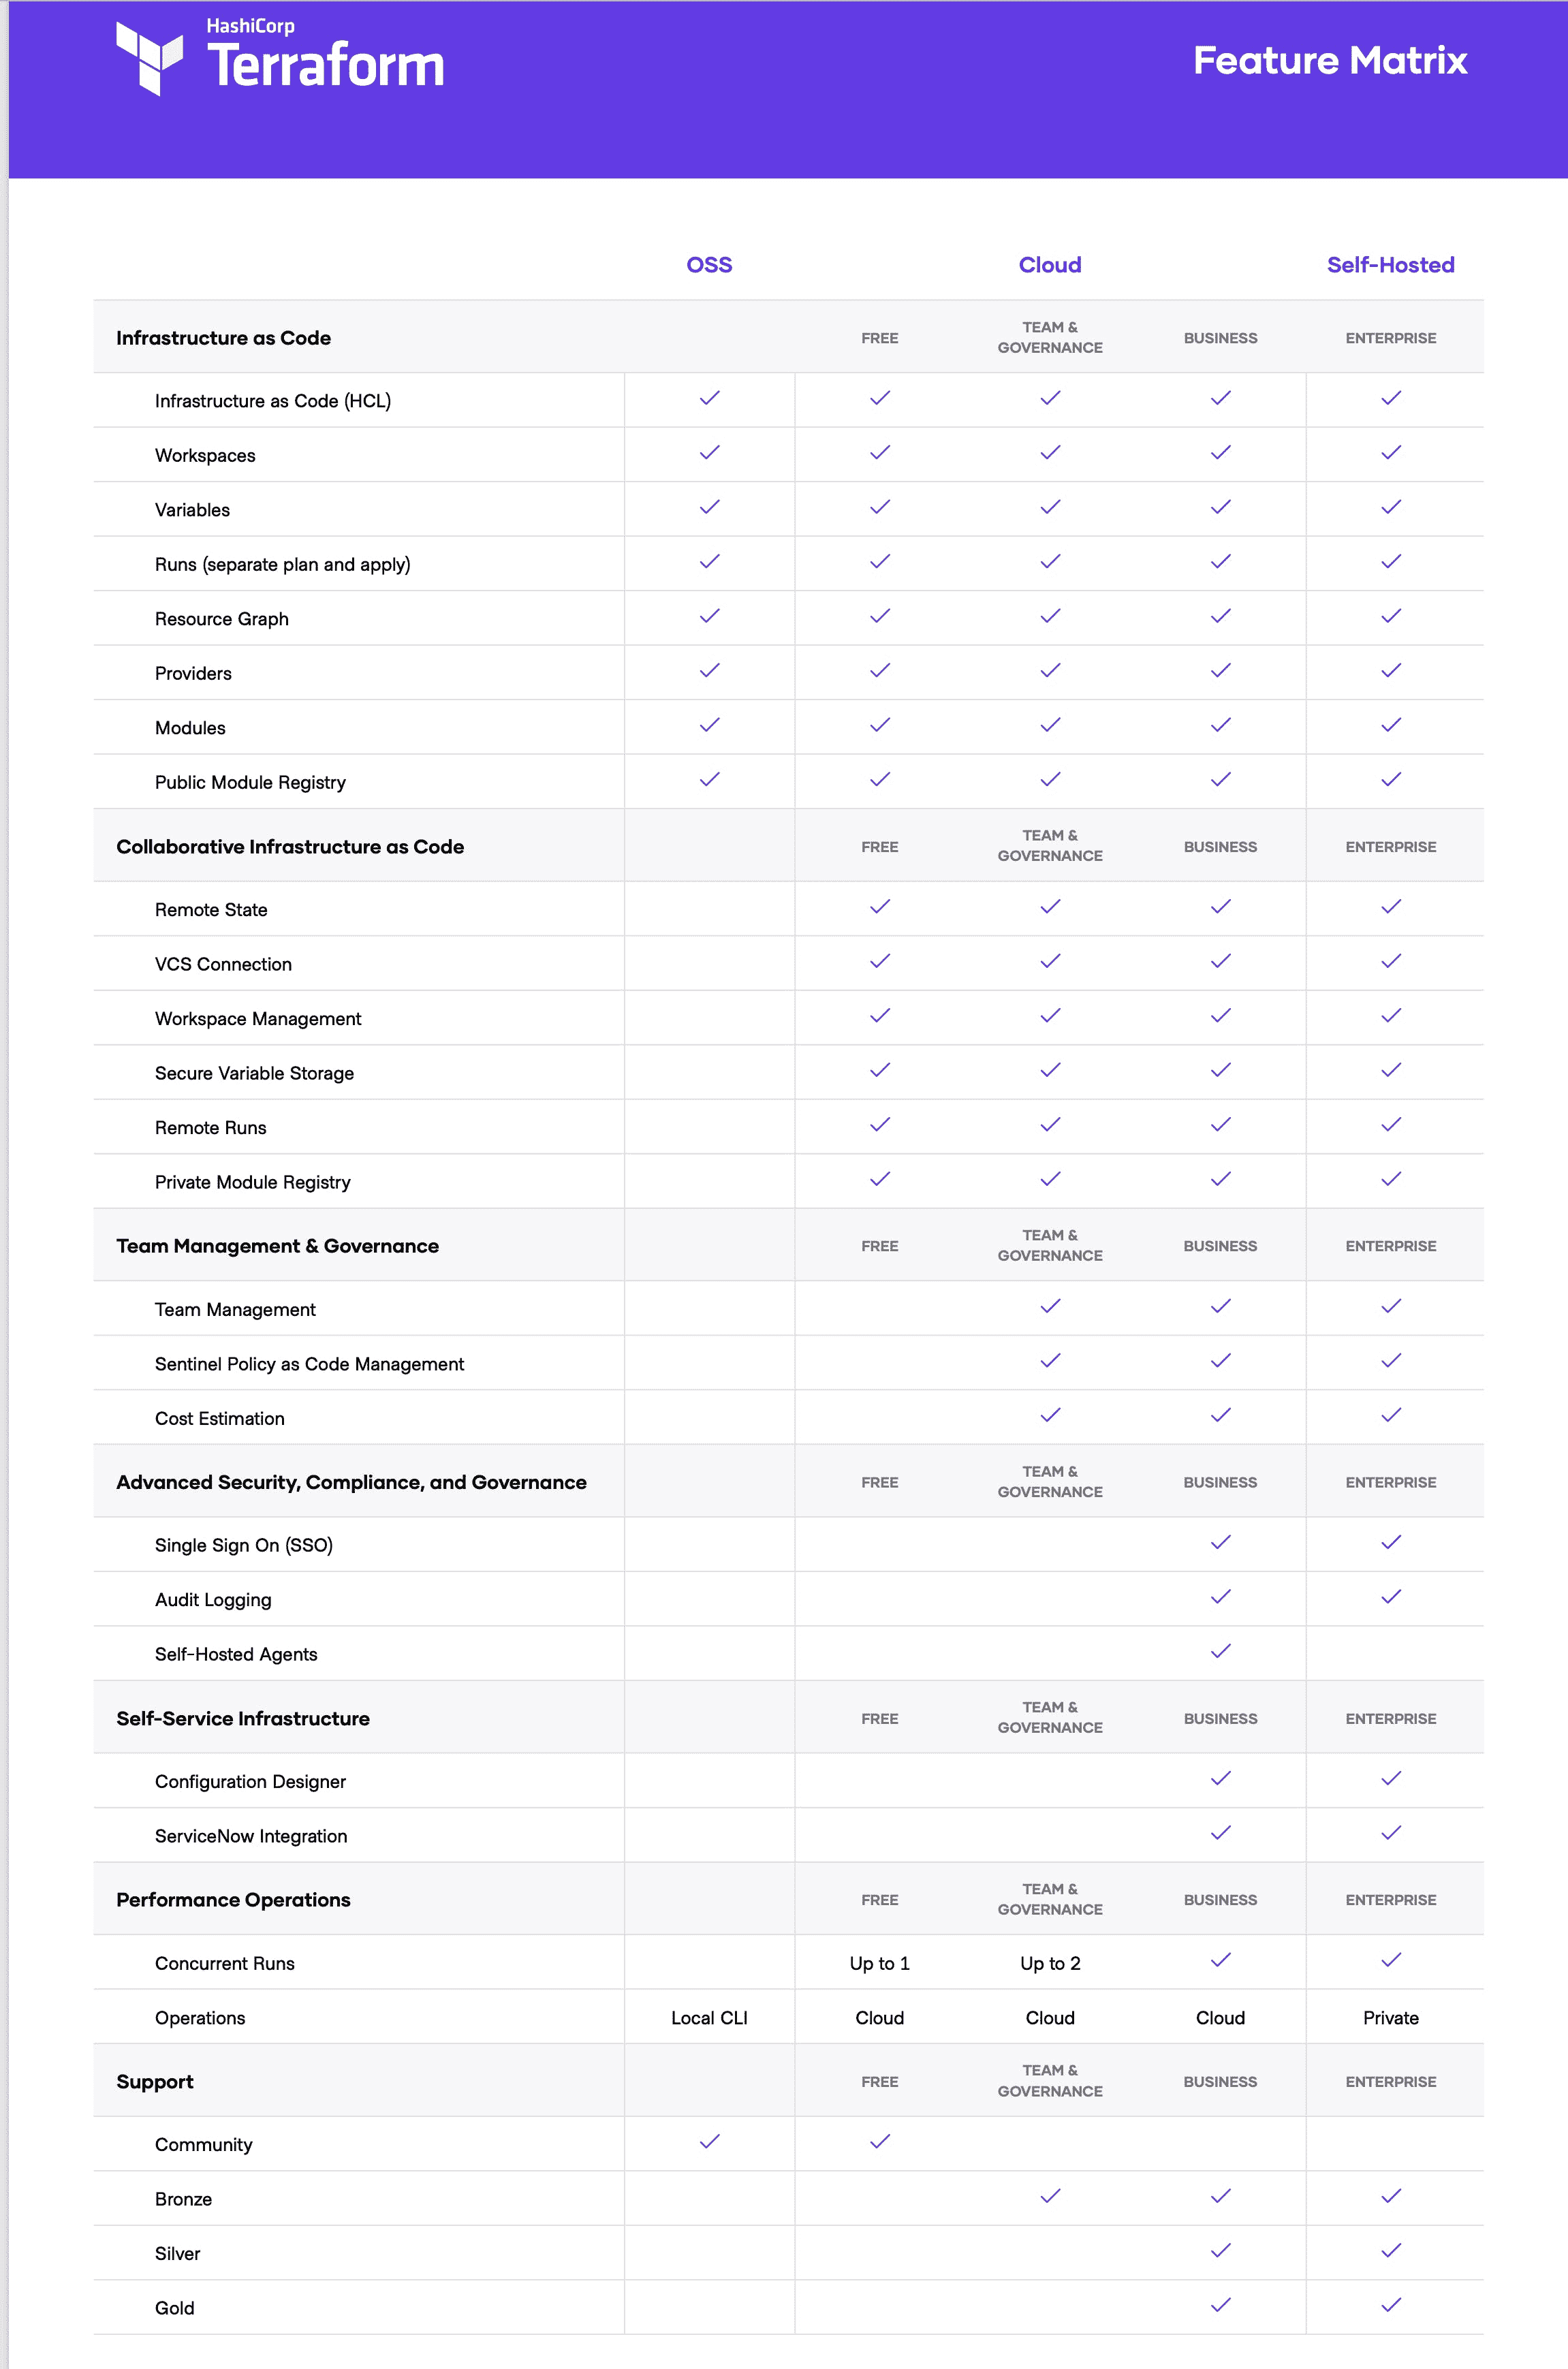 HashiCorp
Terraform
Feature Matrix
OSS Cloud Self-Hosted
Infrastructure as Code FREE TEAM & GOVERNANCE BUSINESS ENTERPRISE
Infrastructure as Code (HCL) ✓ ✓ ✓ ✓ ✓
Workspaces ✓ ✓ ✓ ✓ ✓
Variables ✓ ✓ ✓ ✓ ✓
Runs (separate plan and apply) ✓ ✓ ✓ ✓ ✓
Resource Graph ✓ ✓ ✓ ✓ ✓
Providers ✓ ✓ ✓ ✓ ✓
Modules ✓ ✓ ✓ ✓ ✓
Public Module Registry ✓ ✓ ✓ ✓ ✓
Collaborative Infrastructure as Code FREE TEAM & GOVERNANCE BUSINESS ENTERPRISE
Remote State ✓ ✓ ✓ ✓
VCS Connection ✓ ✓ ✓ ✓
Workspace Management ✓ ✓ ✓ ✓
Secure Variable Storage ✓ ✓ ✓ ✓
Remote Runs ✓ ✓ ✓ ✓
Private Module Registry ✓ ✓ ✓ ✓
Team Management & Governance FREE TEAM & GOVERNANCE BUSINESS ENTERPRISE
Team Management ✓ ✓ ✓
Sentinel Policy as Code Management ✓ ✓ ✓
Cost Estimation ✓ ✓ ✓
Advanced Security, Compliance, and Governance FREE TEAM & GOVERNANCE BUSINESS ENTERPRISE
Single Sign On (SSO) ✓ ✓
Audit Logging ✓ ✓
Self-Hosted Agents ✓
Self-Service Infrastructure FREE TEAM & GOVERNANCE BUSINESS ENTERPRISE
Configuration Designer ✓ ✓
ServiceNow Integration ✓ ✓
Performance Operations FREE TEAM & GOVERNANCE BUSINESS ENTERPRISE
Concurrent Runs Up to 1 Up to 2 ✓ ✓
Operations Local CLI Cloud Cloud Cloud Private
Support FREE TEAM & GOVERNANCE BUSINESS ENTERPRISE
Community ✓ ✓
Bronze ✓ ✓ ✓
Silver ✓ ✓
Gold ✓ ✓